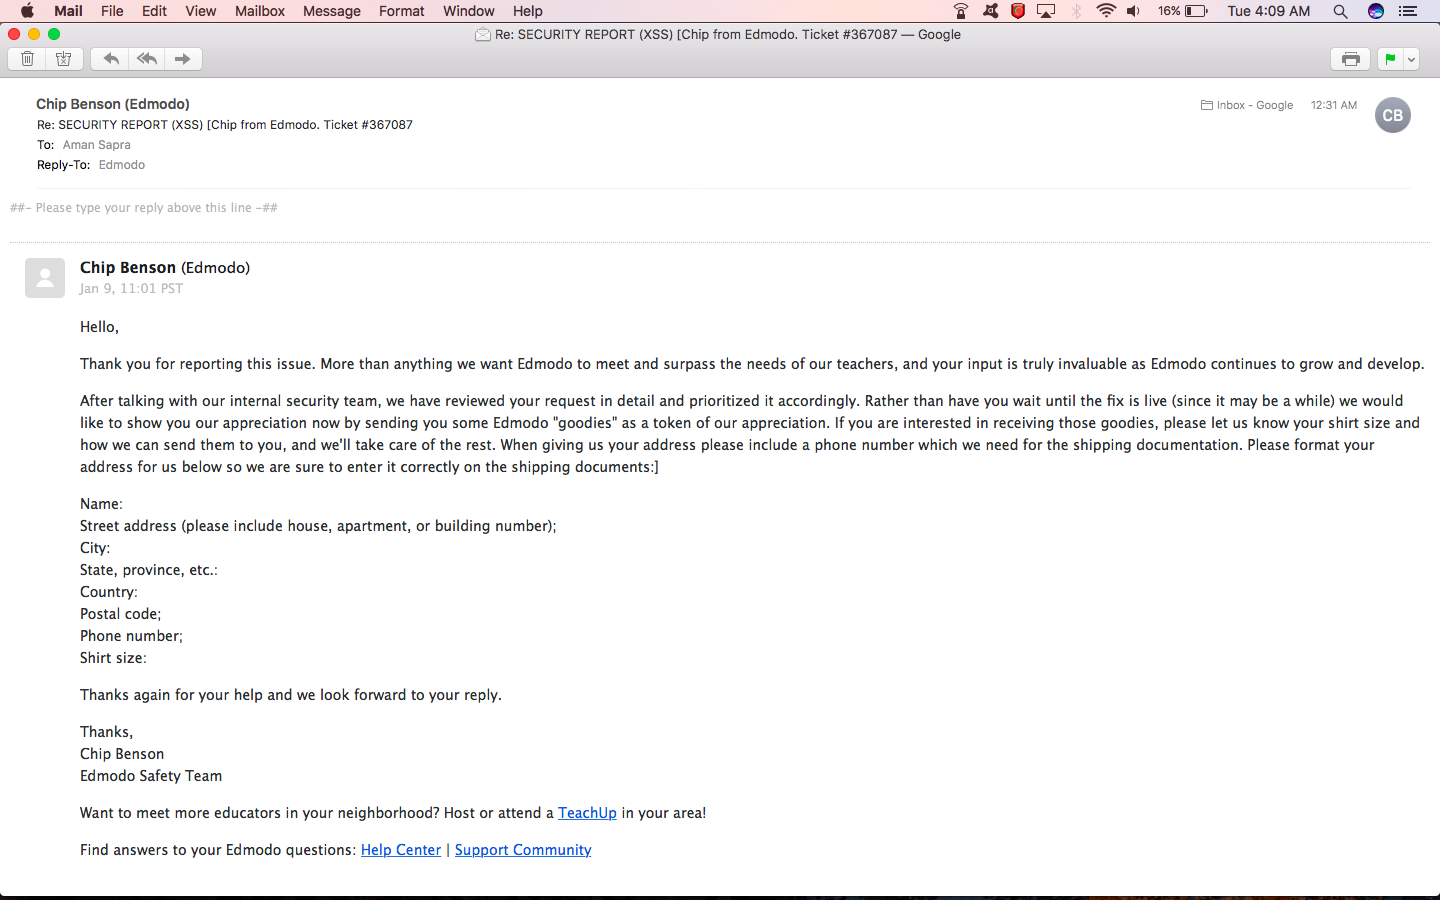 Mail File Edit View Mailbox Message Format Window Help 16% Tue 4:09 AM
Re: SECURITY REPORT (XSS) [Chip from Edmodo. Ticket #367087 — Google
Chip Benson (Edmodo) Inbox - Google 12:31 AM CB
Re: SECURITY REPORT (XSS) [Chip from Edmodo. Ticket #367087
To: Aman Sapra
Reply-To: Edmodo
##- Please type your reply above this line -##
Chip Benson (Edmodo)
Jan 9, 11:01 PST
Hello,
Thank you for reporting this issue. More than anything we want Edmodo to meet and surpass the needs of our teachers, and your input is truly invaluable as Edmodo continues to grow and develop.
After talking with our internal security team, we have reviewed your request in detail and prioritized it accordingly. Rather than have you wait until the fix is live (since it may be a while) we would
like to show you our appreciation now by sending you some Edmodo "goodies" as a token of our appreciation. If you are interested in receiving those goodies, please let us know your shirt size and
how we can send them to you, and we'll take care of the rest. When giving us your address please include a phone number which we need for the shipping documentation. Please format your
address for us below so we are sure to enter it correctly on the shipping documents:]
Name:
Street address (please include house, apartment, or building number);
City:
State, province, etc.:
Country:
Postal code;
Phone number;
Shirt size:
Thanks again for your help and we look forward to your reply.
Thanks,
Chip Benson
Edmodo Safety Team
Want to meet more educators in your neighborhood? Host or attend a TeachUp in your area!
Find answers to your Edmodo questions: Help Center | Support Community